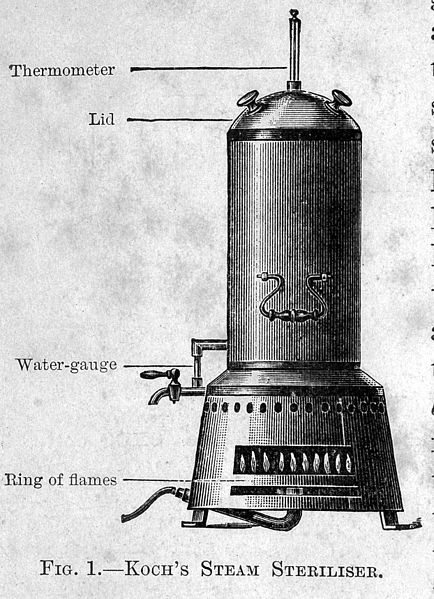 Thermometer
Lid
Water-gauge
Ring of flames
FIG. 1.—KOCH'S STEAM STERILISER.